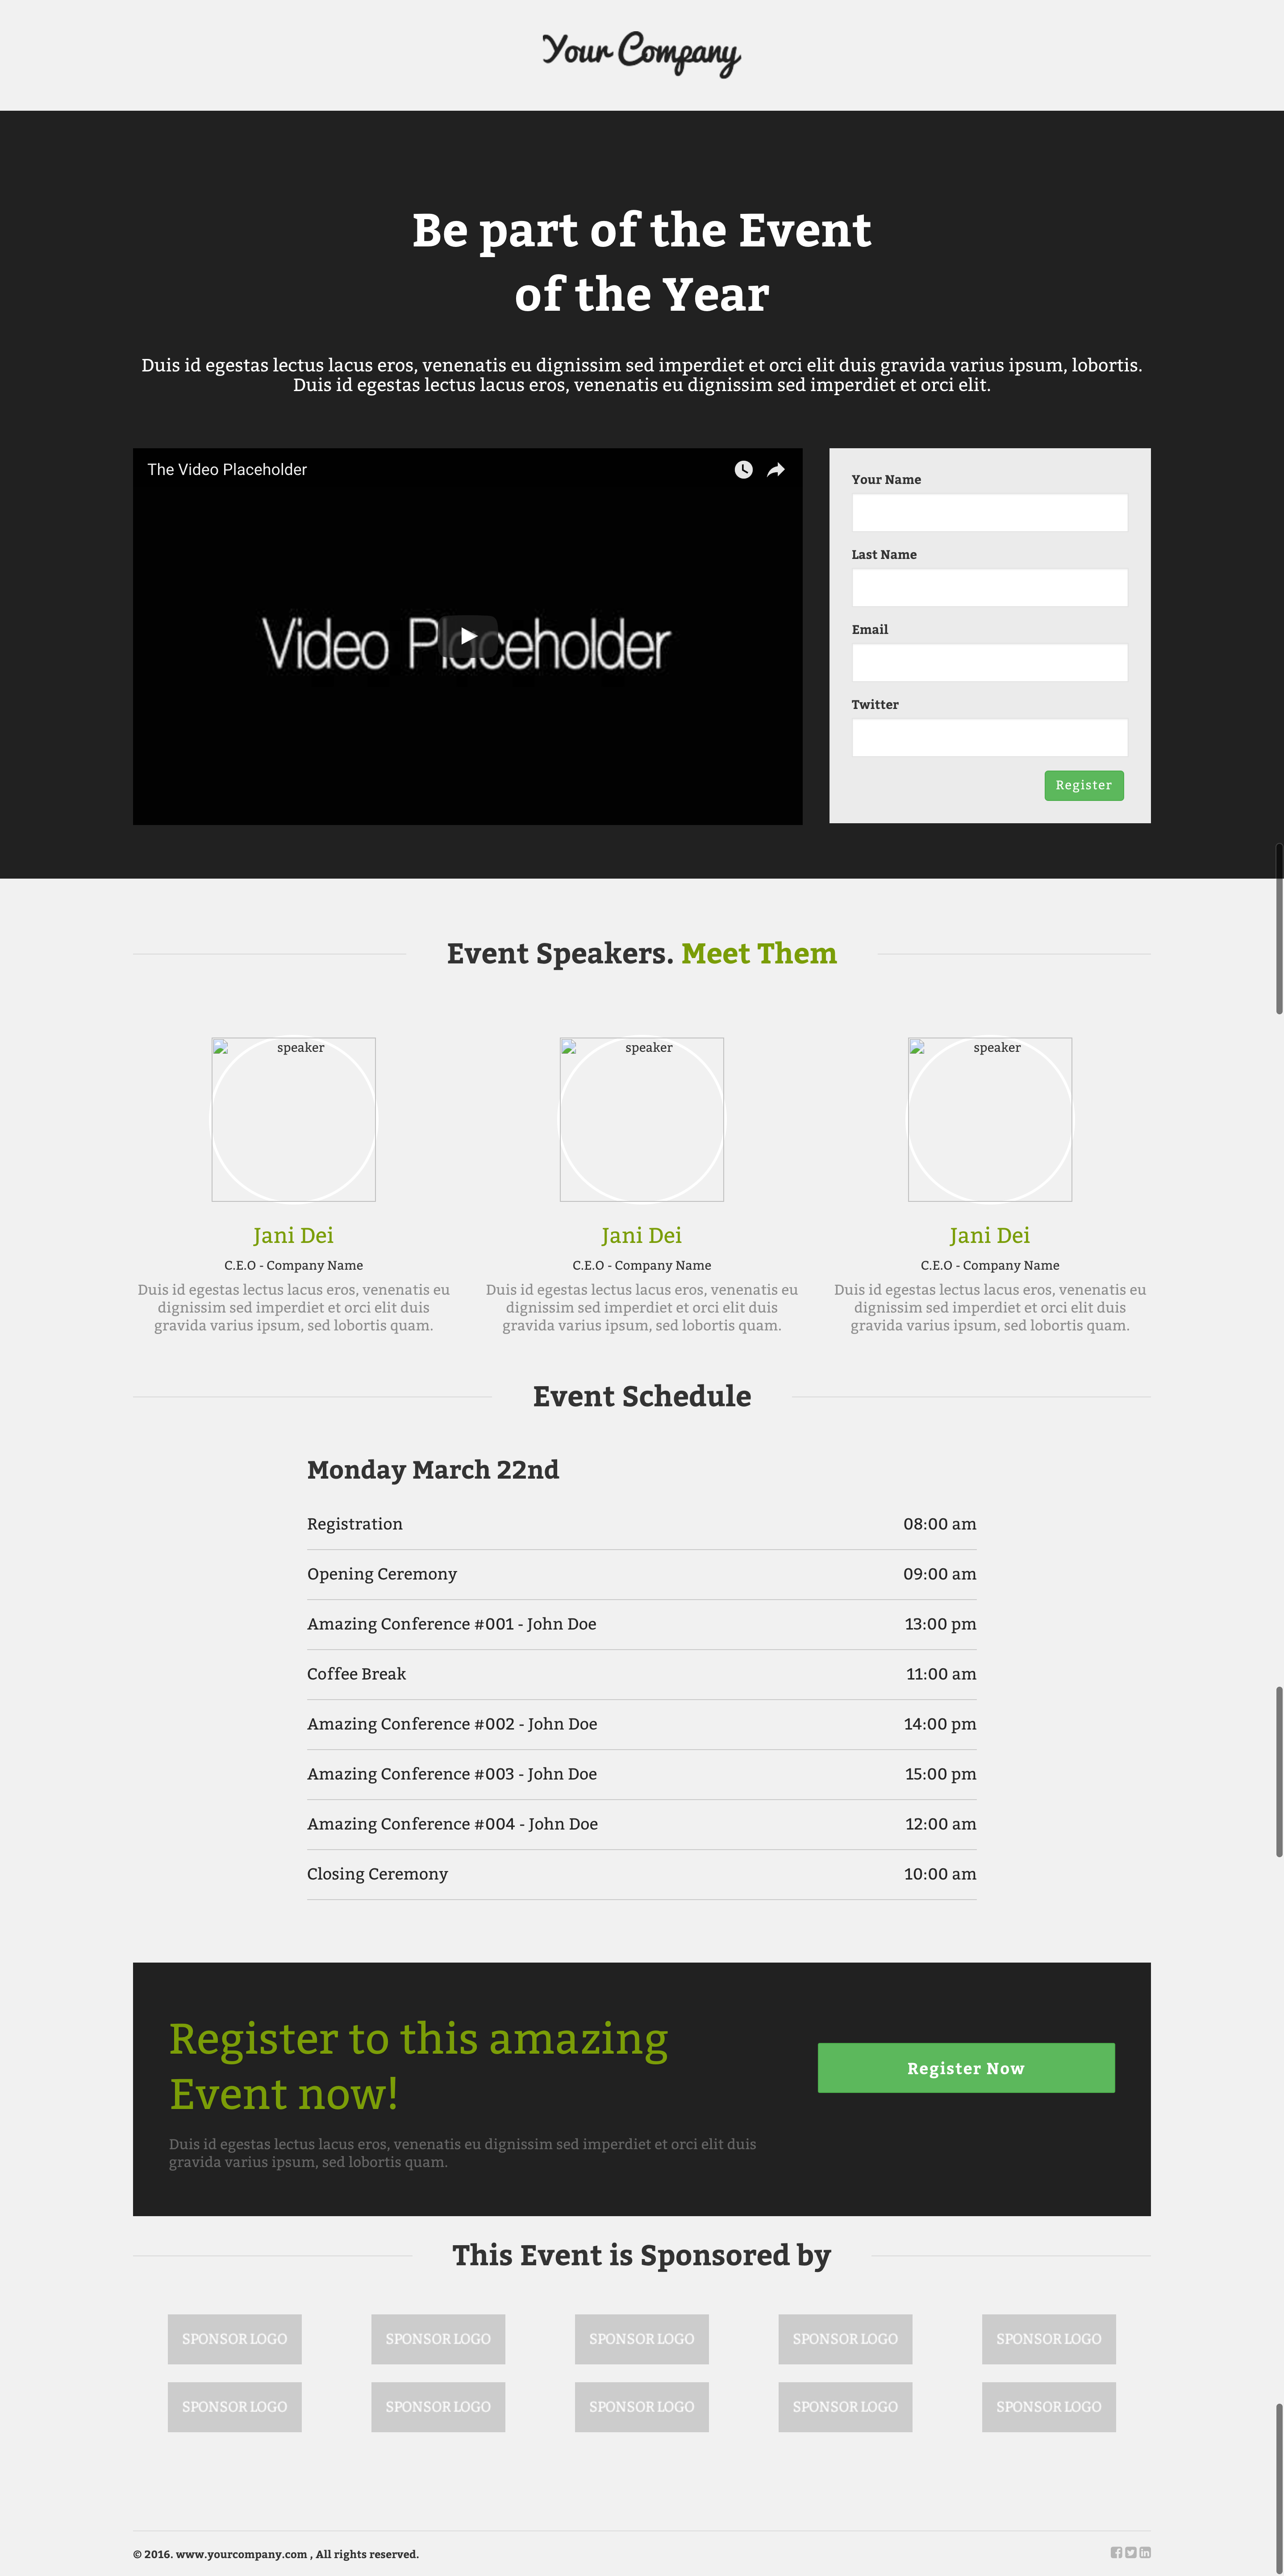 Your Company
Be part of the Event
of the Year
Duis id egestas lectus lacus eros, venenatis eu dignissim sed imperdiet et orci elit duis gravida varius ipsum, lobortis.
Duis id egestas lectus lacus eros, venenatis eu dignissim sed imperdiet et orci elit.
The Video Placeholder
Video Placeholder
Your Name
Last Name
Email
Twitter
Register
Event Speakers. Meet Them
speaker
Jani Dei
C.E.O - Company Name
Duis id egestas lectus lacus eros, venenatis eu
dignissim sed imperdiet et orci elit duis
gravida varius ipsum, sed lobortis quam.
speaker
Jani Dei
C.E.O - Company Name
Duis id egestas lectus lacus eros, venenatis eu
dignissim sed imperdiet et orci elit duis
gravida varius ipsum, sed lobortis quam.
speaker
Jani Dei
C.E.O - Company Name
Duis id egestas lectus lacus eros, venenatis eu
dignissim sed imperdiet et orci elit duis
gravida varius ipsum, sed lobortis quam.
Event Schedule
Monday March 22nd
Registration 08:00 am
Opening Ceremony 09:00 am
Amazing Conference #001 - John Doe 13:00 pm
Coffee Break 11:00 am
Amazing Conference #002 - John Doe 14:00 pm
Amazing Conference #003 - John Doe 15:00 pm
Amazing Conference #004 - John Doe 12:00 am
Closing Ceremony 10:00 am
Register to this amazing
Event now!
Duis id egestas lectus lacus eros, venenatis eu dignissim sed imperdiet et orci elit duis
gravida varius ipsum, sed lobortis quam.
Register Now
This Event is Sponsored by
SPONSOR LOGO SPONSOR LOGO SPONSOR LOGO SPONSOR LOGO SPONSOR LOGO
SPONSOR LOGO SPONSOR LOGO SPONSOR LOGO SPONSOR LOGO SPONSOR LOGO
© 2016. www.yourcompany.com , All rights reserved.